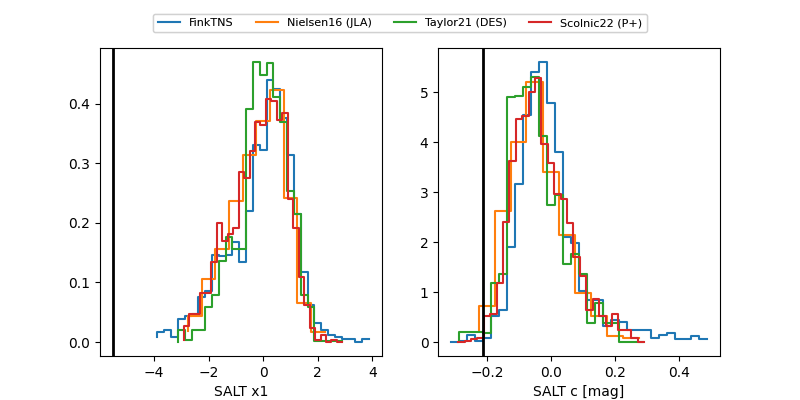 FinkTNS Nielsen16 (JLA) Taylor21 (DES) Scolnic22 (P+)
0.4
0.3
0.2
0.1
0.0
−4 −2 0 2 4
SALT x1
5
4
3
2
1
0
−0.2 0.0 0.2 0.4
SALT c [mag]